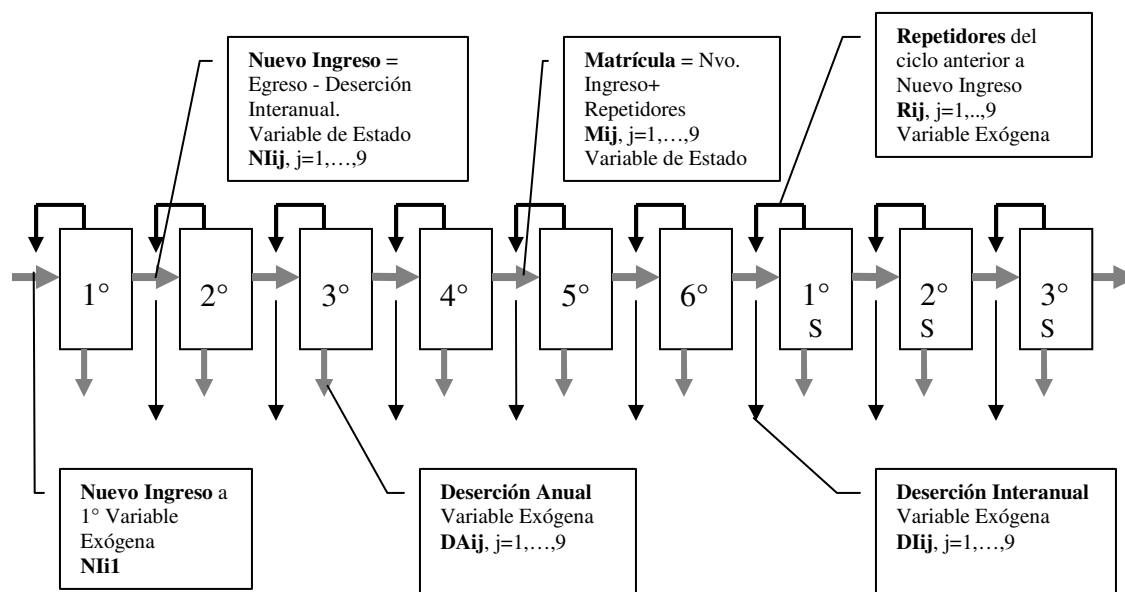 Nuevo Ingreso =
Egreso - Deserción
Interanual.
Variable de Estado
NIij, j=1,…,9
Matrícula = Nvo.
Ingreso+
Repetidores
Mij, j=1,…,9
Variable de Estado
Repetidores del
ciclo anterior a
Nuevo Ingreso
Rij, j=1,..,9
Variable Exógena
1°
2°
3°
4°
5°
6°
1°
S
2°
S
3°
S
Nuevo Ingreso a
1° Variable
Exógena
NIi1
Deserción Anual
Variable Exógena
DAij, j=1,…,9
Deserción Interanual
Variable Exógena
DIij, j=1,…,9